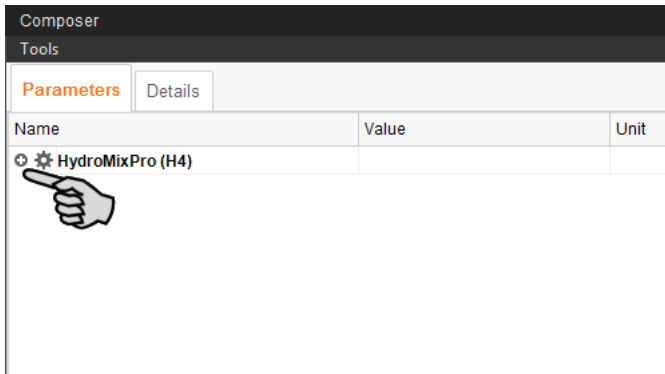 Composer
Tools
Parameters Details
Name Value Unit
HydroMixPro (H4)